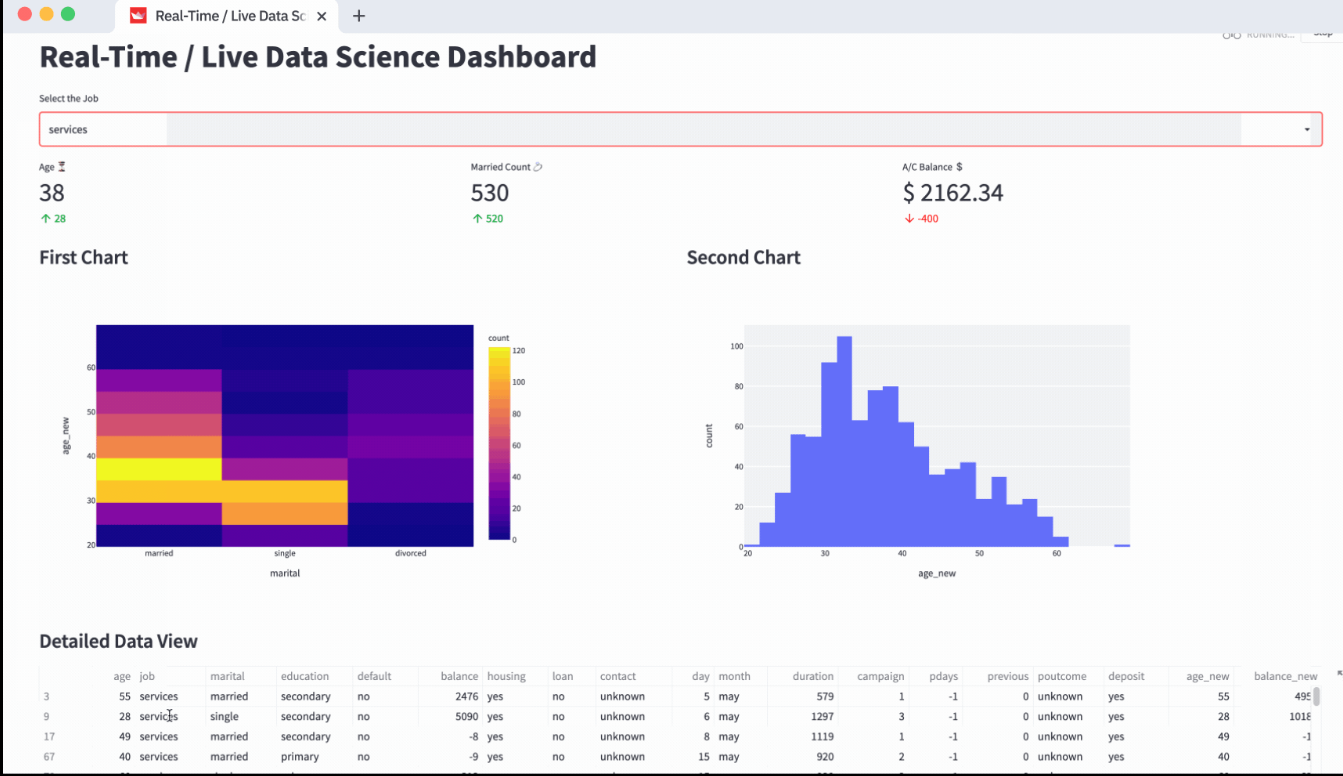 Real-Time / Live Data Sc
RUNNING...
Stop
Real-Time / Live Data Science Dashboard
Select the Job
services
Age Married Count A/C Balance $
38 530 $ 2162.34
↑ 28 ↑ 520 ↓ -400
First Chart Second Chart
count
120
100
80
60
40
20
0
60
50
40
30
20
age_new
married single divorced
marital
100
80
60
40
20
0
count
20 30 40 50 60
age_new
Detailed Data View
age job marital education default balance housing loan contact day month duration campaign pdays previous poutcome deposit age_new balance_new
3 55 services married secondary no 2476 yes no unknown 5 may 579 1 -1 0 unknown yes 55 495
9 28 services single secondary no 5090 yes no unknown 6 may 1297 3 -1 0 unknown yes 28 1018
17 49 services married secondary no -8 yes no unknown 8 may 1119 1 -1 0 unknown yes 49 -1
67 40 services married primary no -9 yes no unknown 15 may 920 2 -1 0 unknown yes 40 -1